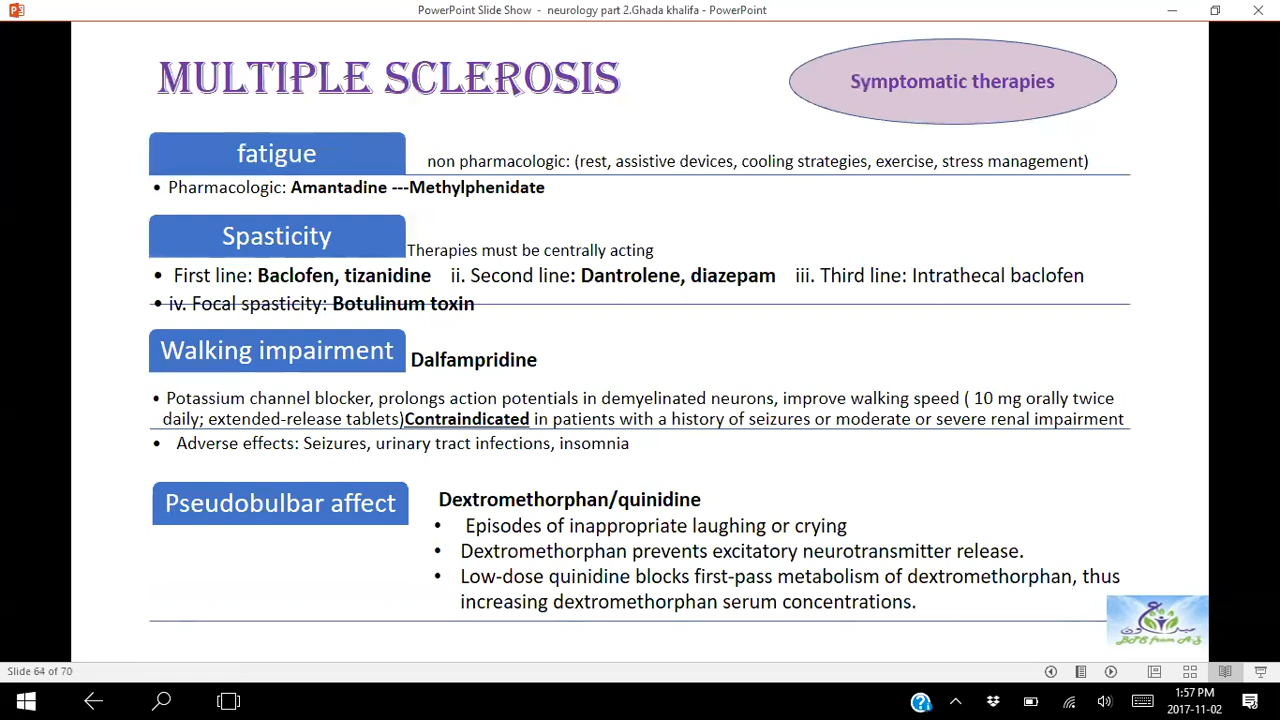 PowerPoint Slide Show - neurology part 2.Ghada khalifa - PowerPoint
MULTIPLE SCLEROSIS
Symptomatic therapies
fatigue
non pharmacologic: (rest, assistive devices, cooling strategies, exercise, stress management)
• Pharmacologic: Amantadine ---Methylphenidate
Spasticity
Therapies must be centrally acting
• First line: Baclofen, tizanidine ii. Second line: Dantrolene, diazepam iii. Third line: Intrathecal baclofen
• iv. Focal spasticity: Botulinum toxin
Walking impairment
Dalfampridine
• Potassium channel blocker, prolongs action potentials in demyelinated neurons, improve walking speed ( 10 mg orally twice
daily; extended-release tablets)Contraindicated in patients with a history of seizures or moderate or severe renal impairment
• Adverse effects: Seizures, urinary tract infections, insomnia
Pseudobulbar affect
Dextromethorphan/quinidine
• Episodes of inappropriate laughing or crying
• Dextromethorphan prevents excitatory neurotransmitter release.
• Low-dose quinidine blocks first-pass metabolism of dextromethorphan, thus
increasing dextromethorphan serum concentrations.
BPS from A-Z
Slide 64 of 70
1:57 PM
2017-11-02